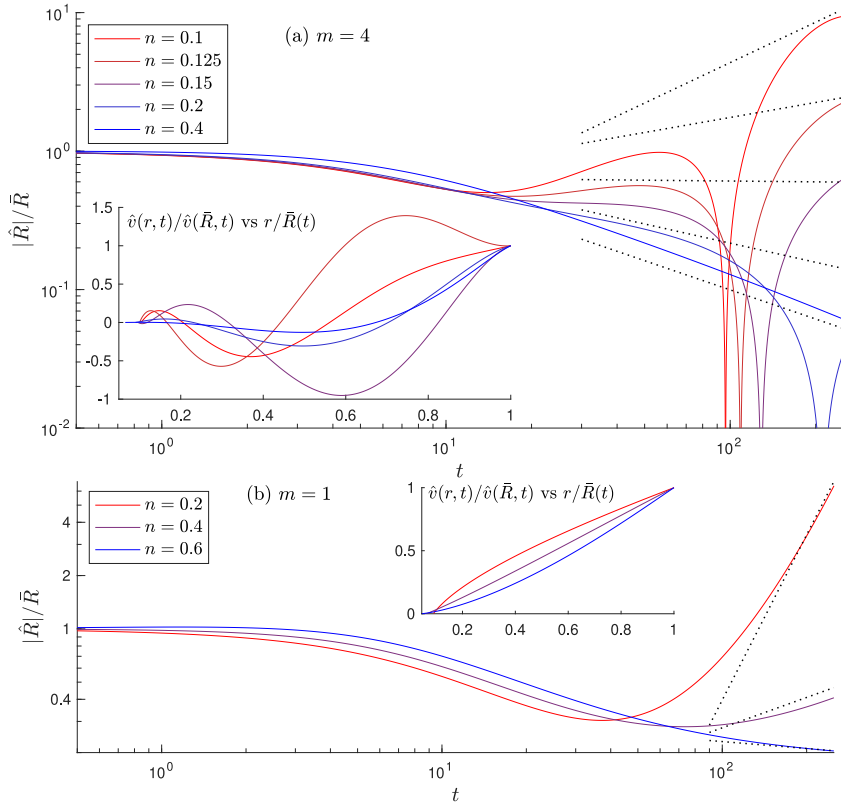 (a) m = 4
n = 0.1
n = 0.125
n = 0.15
n = 0.2
n = 0.4
10^1
10^0
10^-1
10^-2
|R̂|/R̄
v̂(r, t)/v̂(R̄, t) vs r/R̄(t)
1.5
1
0.5
0
-0.5
-1
0.2 0.4 0.6 0.8 1
10^0 10^1 10^2
t
(b) m = 1
n = 0.2
n = 0.4
n = 0.6
4
2
1
0.4
|R̂|/R̄
v̂(r, t)/v̂(R̄, t) vs r/R̄(t)
1
0.5
0
0.2 0.4 0.6 0.8 1
10^0 10^1 10^2
t